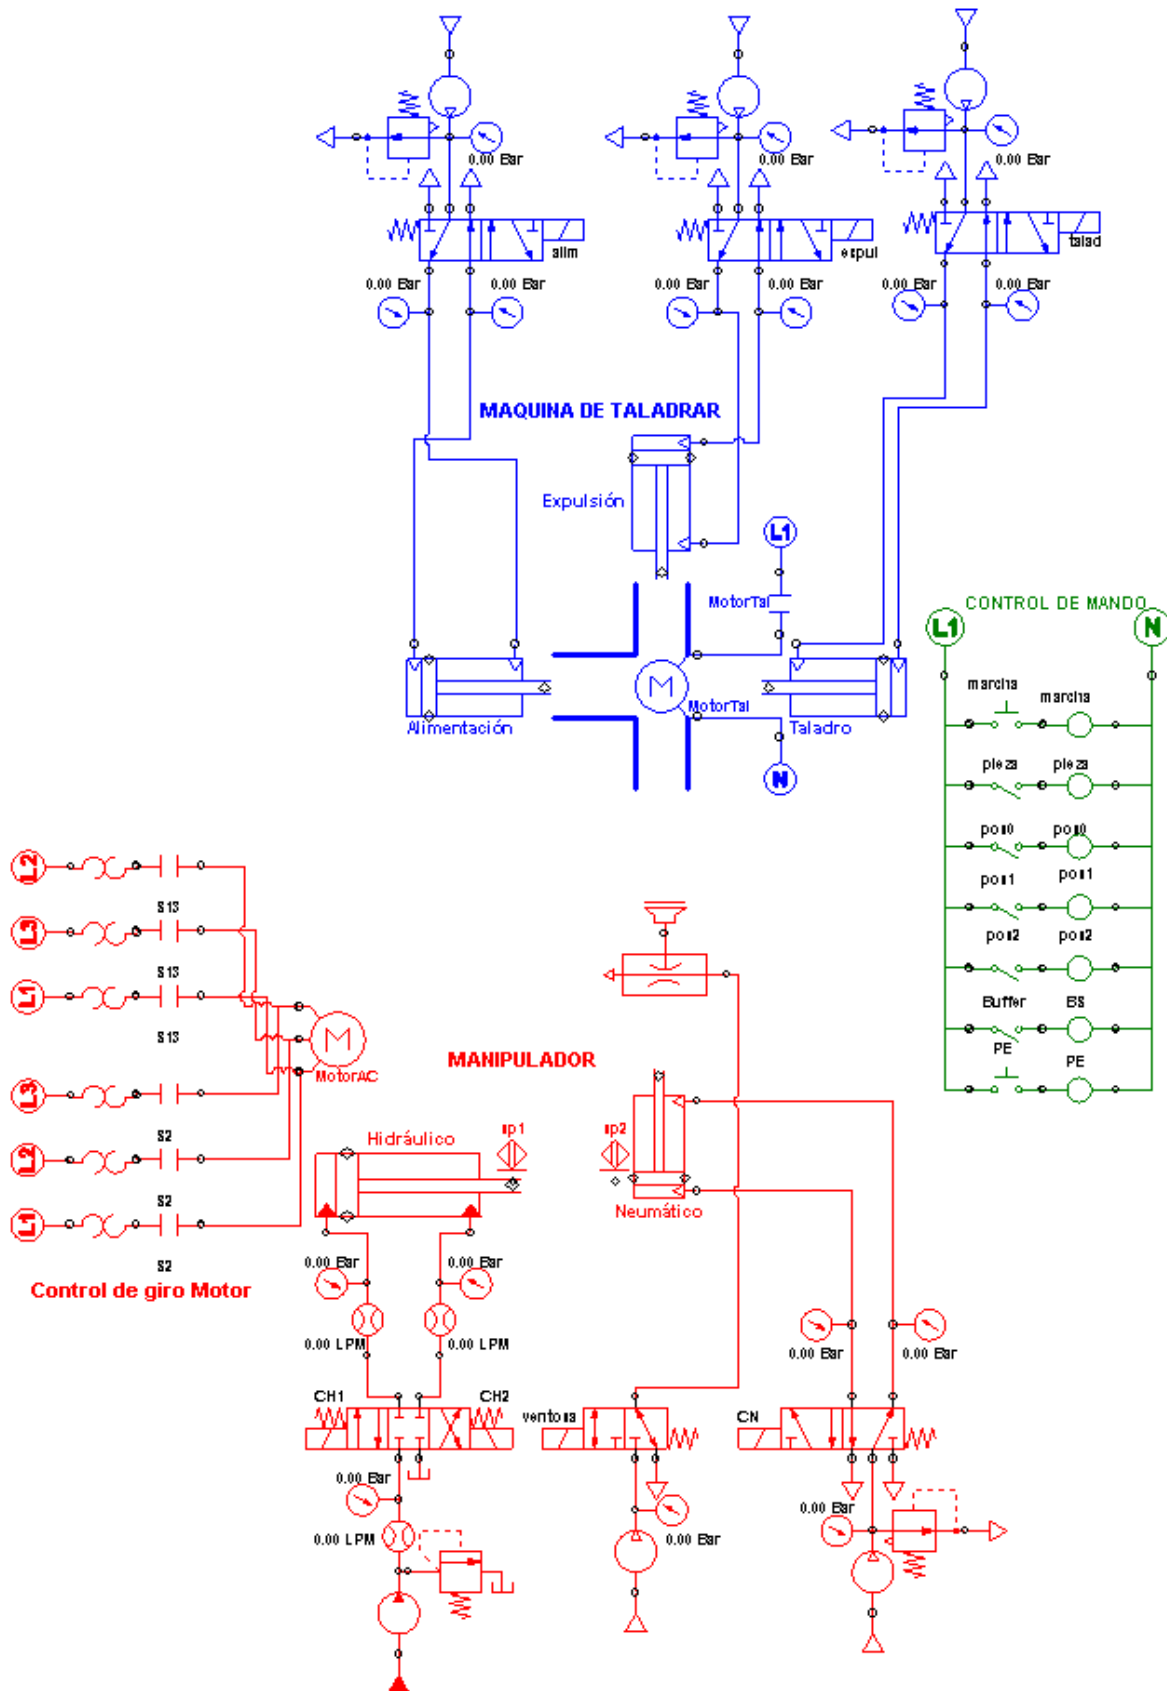 0.00 Bar
0.00 Bar
0.00 Bar
alim
expul
talad
0.00 Bar
0.00 Bar
0.00 Bar
0.00 Bar
0.00 Bar
0.00 Bar
MAQUINA DE TALADRAR
Expulsión
L1
MotorTal
M
MotorTal
Alimentación
Taladro
N
CONTROL DE MANDO
L1
N
marcha
marcha
pieza
pieza
pos0
pos0
pos1
pos1
pos2
pos2
Buffer
BS
PE
PE
L2
S13
L3
S13
L1
S13
M
MotorAC
L3
S2
L2
S2
L1
S2
Control de giro Motor
MANIPULADOR
Hidráulico
sp1
sp2
Neumático
0.00 Bar
0.00 Bar
0.00 LPM
0.00 LPM
0.00 Bar
0.00 Bar
CH1
CH2
ventosa
CN
0.00 Bar
0.00 LPM
0.00 Bar
0.00 Bar